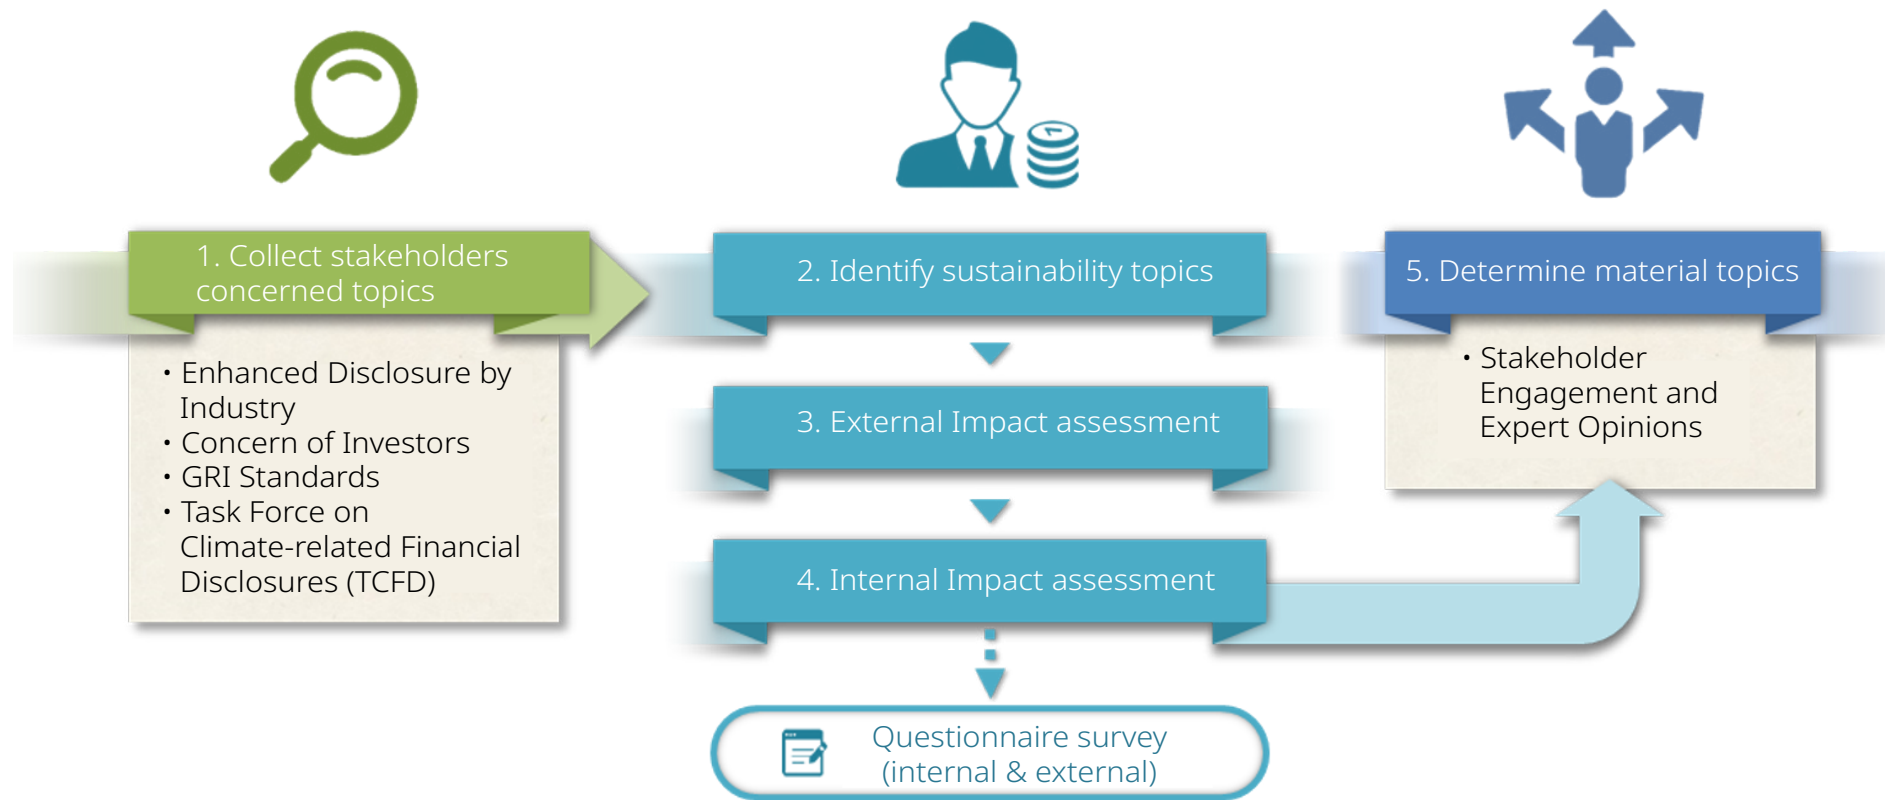 1. Collect stakeholders
concerned topics
• Enhanced Disclosure by
Industry
• Concern of Investors
• GRI Standards
• Task Force on
Climate-related Financial
Disclosures (TCFD)
2. Identify sustainability topics
3. External Impact assessment
4. Internal Impact assessment
Questionnaire survey
(internal & external)
5. Determine material topics
• Stakeholder
Engagement and
Expert Opinions